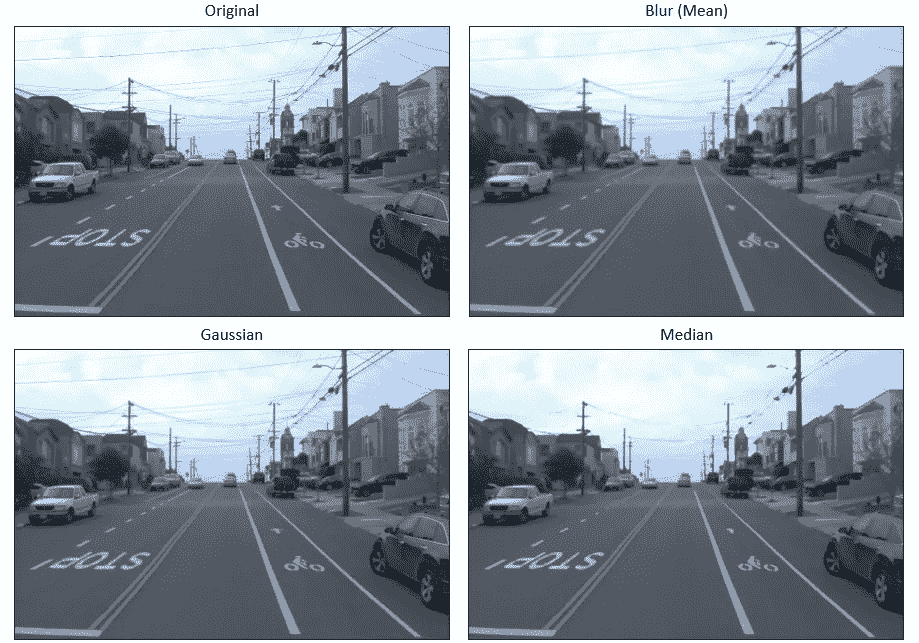 Original
Blur (Mean)
STOP
STOP
Gaussian
Median
STOP
STOP